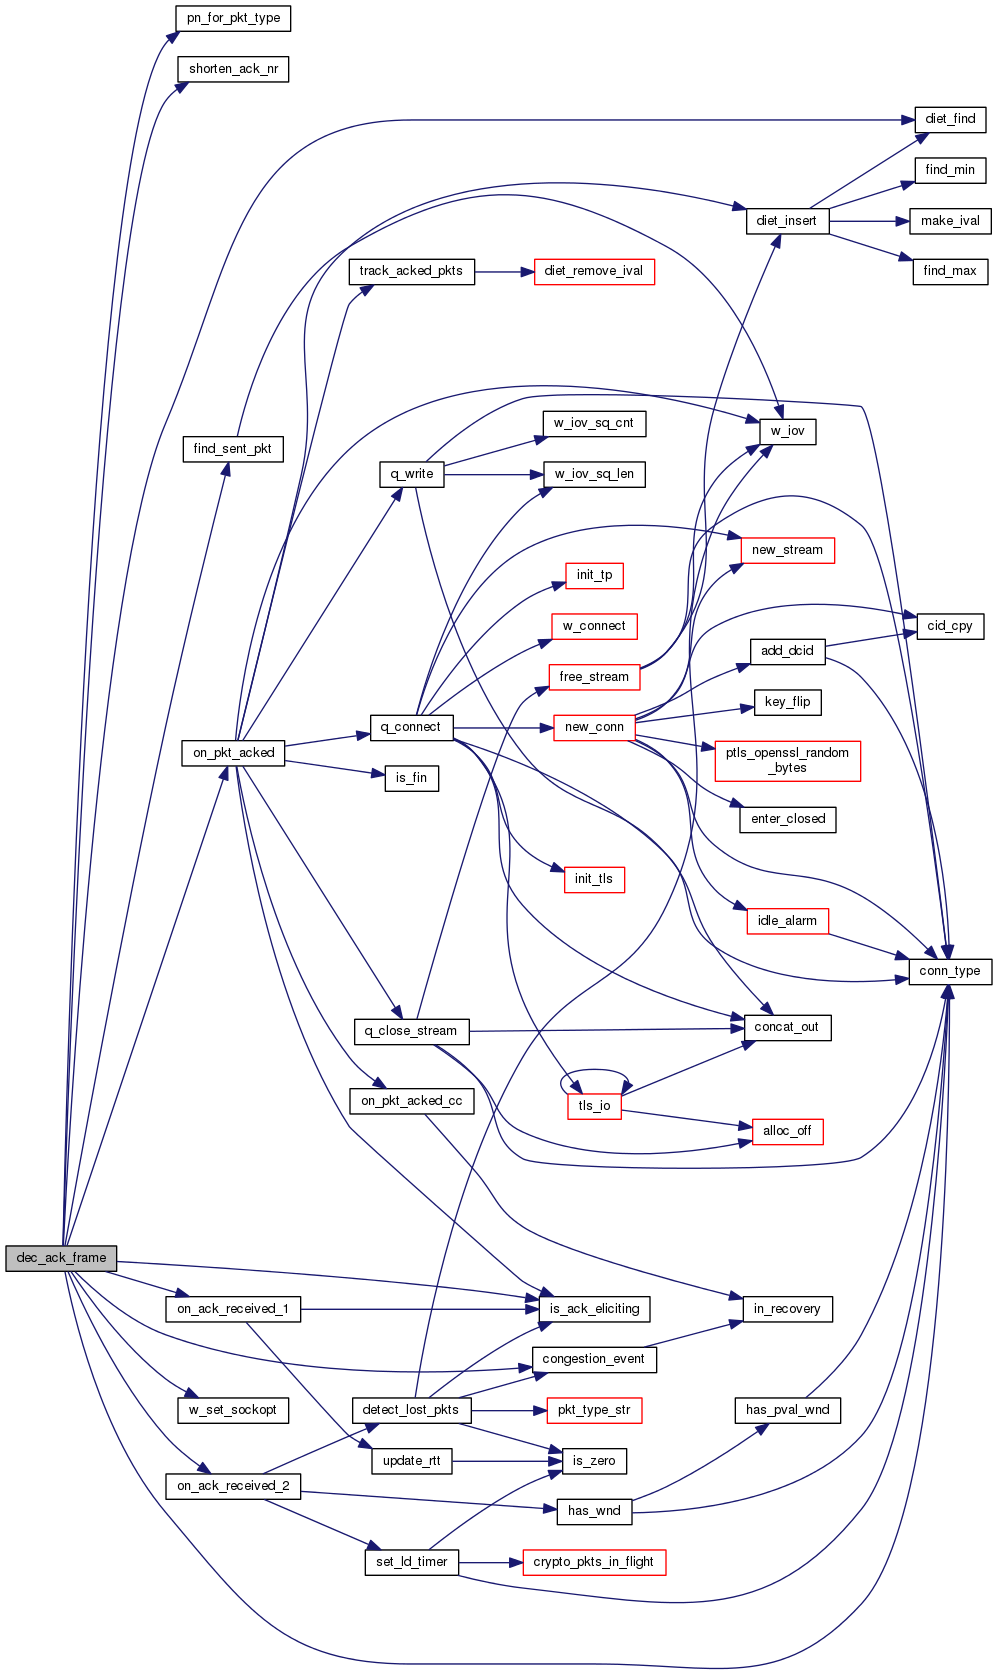 pn_for_pkt_type
shorten_ack_nr
diet_find
find_min
diet_insert
make_ival
track_acked_pkts
diet_remove_ival
find_max
w_iov_sq_cnt
w_iov
find_sent_pkt
q_write
w_iov_sq_len
new_stream
init_tp
w_connect
cid_cpy
add_dcid
free_stream
key_flip
q_connect
new_conn
on_pkt_acked
ptls_openssl_random
_bytes
is_fin
enter_closed
init_tls
idle_alarm
conn_type
q_close_stream
concat_out
on_pkt_acked_cc
tls_io
alloc_off
dec_ack_frame
on_ack_received_1
is_ack_eliciting
in_recovery
congestion_event
w_set_sockopt
detect_lost_pkts
pkt_type_str
has_pval_wnd
update_rtt
is_zero
on_ack_received_2
has_wnd
set_ld_timer
crypto_pkts_in_flight